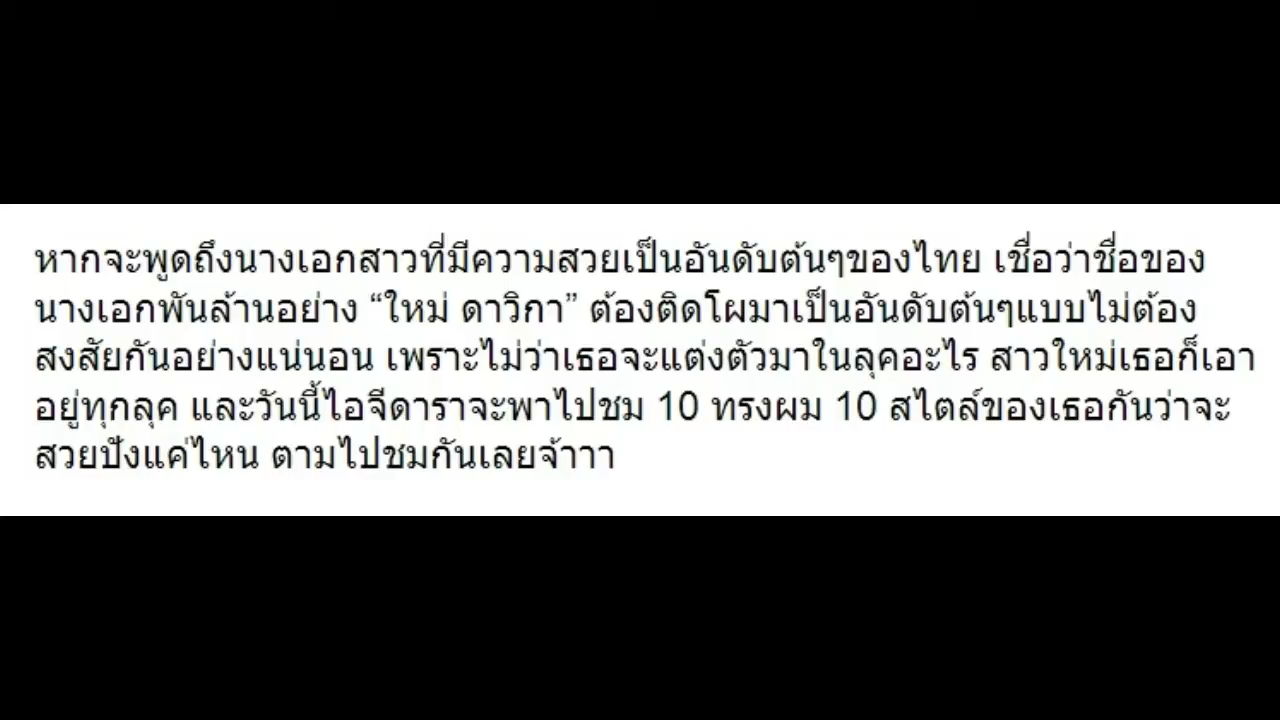 หากจะพูดถึงนางเอกสาวที่มีความสวยเป็นอันดับต้นๆของไทย เชื่อว่าชื่อของ
นางเอกพันล้านอย่าง “ใหม่ ดาวิกา” ต้องติดโผมาเป็นอันดับต้นๆแบบไม่ต้อง
สงสัยกันอย่างแน่นอน เพราะไม่ว่าเธอจะแต่งตัวมาในลุคอะไร สาวใหม่เธอก็เอา
อยู่ทุกลุค และวันนี้ไอจีดาราจะพาไปชม 10 ทรงผม 10 สไตล์ของเธอกันว่าจะ
สวยปังแค่ไหน ตามไปชมกันเลยจ้าาา